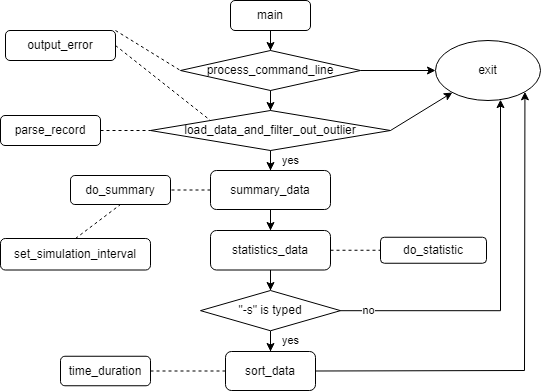 main
output_error
process_command_line
exit
parse_record
load_data_and_filter_out_outlier
yes
do_summary
summary_data
set_simulation_interval
statistics_data
do_statistic
"-s" is typed
no
yes
time_duration
sort_data